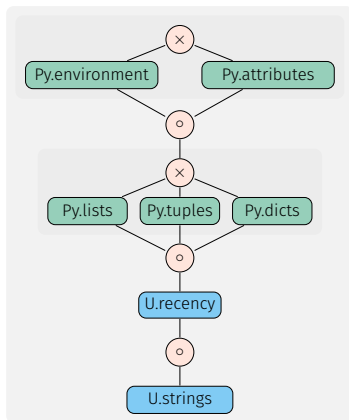 ×
Py.environment Py.attributes
∘
×
Py.lists Py.tuples Py.dicts
∘
U.recency
∘
U.strings